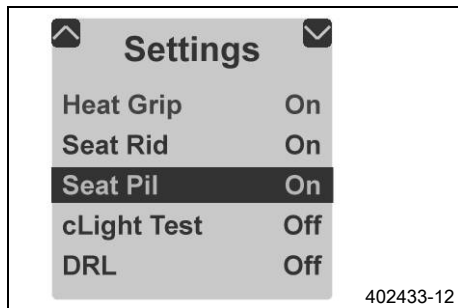 Settings
Heat Grip On
Seat Rid On
Seat Pil On
cLight Test Off
DRL Off
402433-12